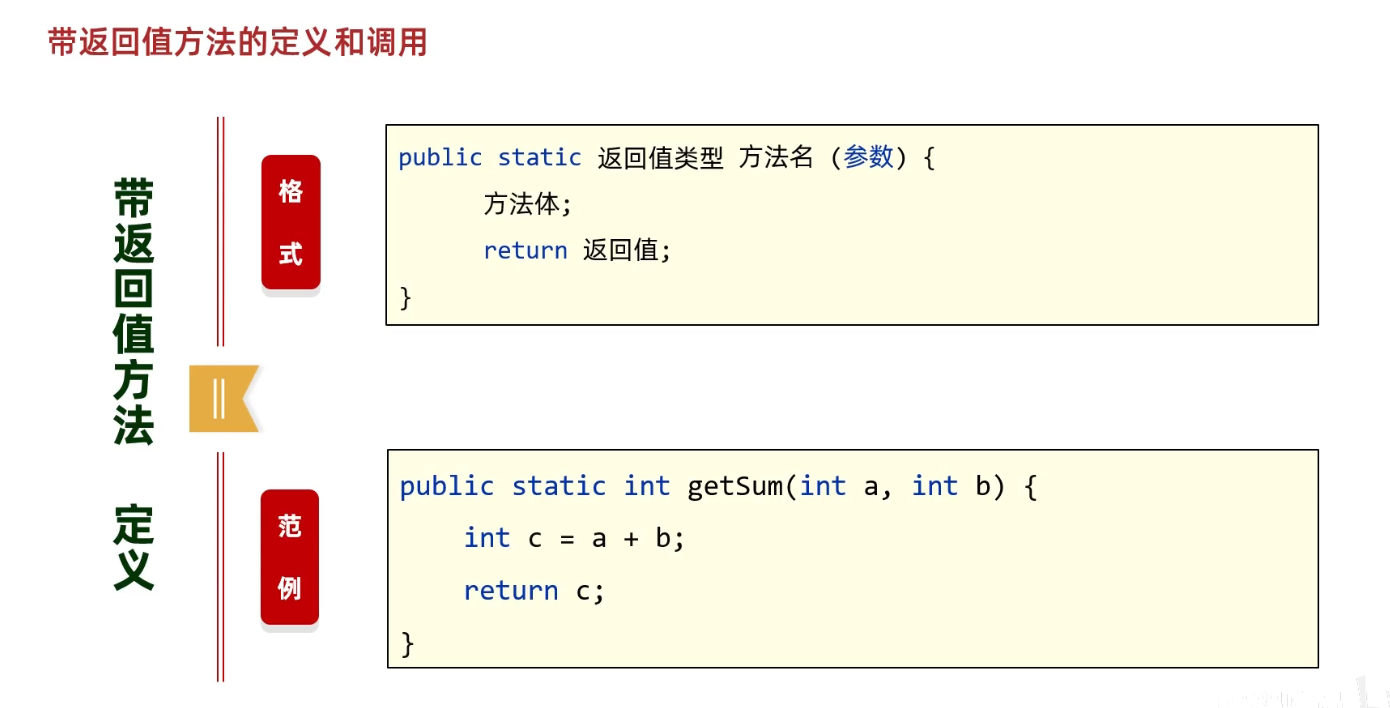 带返回值方法的定义和调用
带返回值方法 定义
格式
public static 返回值类型 方法名 (参数) {
方法体;
return 返回值;
}
范例
public static int getSum(int a, int b) {
int c = a + b;
return c;
}